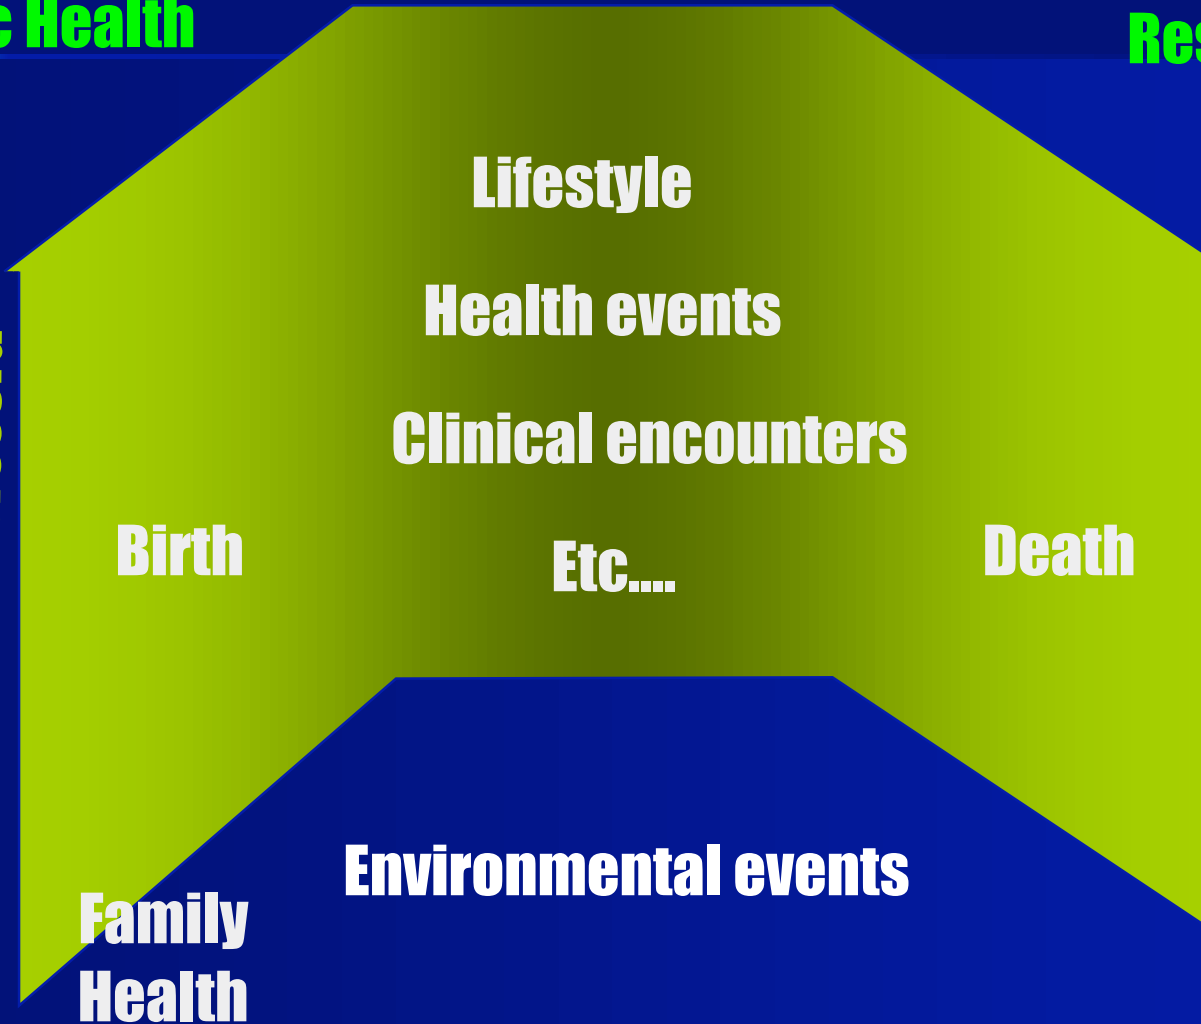 Health
Lifestyle
Health events
Clinical encounters
Birth
Etc....
Death
Environmental events
Family
Health